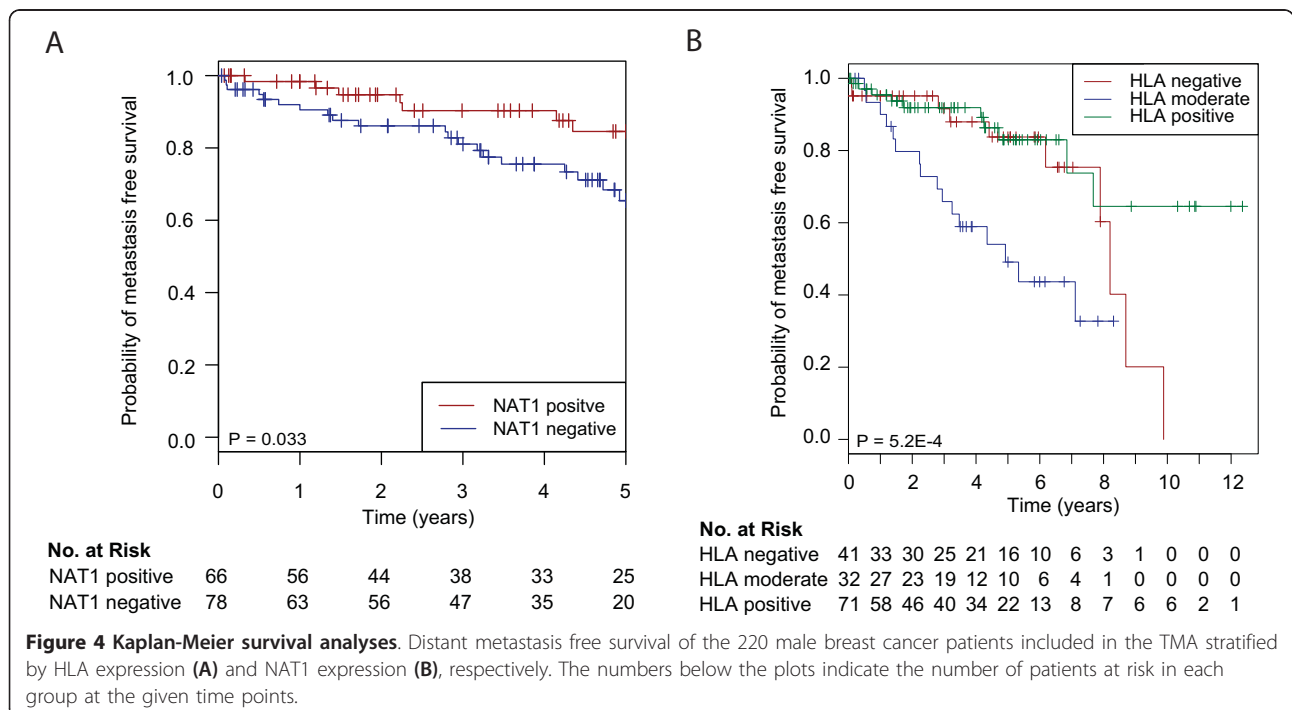 A
Probability of metastasis free survival
1.0
0.8
0.6
0.4
0.2
0.0
P = 0.033
NAT1 positve
NAT1 negative
0 1 2 3 4 5
Time (years)
No. at Risk
NAT1 positive 66 56 44 38 33 25
NAT1 negative 78 63 56 47 35 20
B
Probability of metastasis free survival
1.0
0.8
0.6
0.4
0.2
0.0
HLA negative
HLA moderate
HLA positive
P = 5.2E-4
0 2 4 6 8 10 12
Time (years)
No. at Risk
HLA negative 41 33 30 25 21 16 10 6 3 1 0 0 0
HLA moderate 32 27 23 19 12 10 6 4 1 0 0 0 0
HLA positive 71 58 46 40 34 22 13 8 7 6 6 2 1
Figure 4 Kaplan-Meier survival analyses. Distant metastasis free survival of the 220 male breast cancer patients included in the TMA stratified
by HLA expression (A) and NAT1 expression (B), respectively. The numbers below the plots indicate the number of patients at risk in each
group at the given time points.